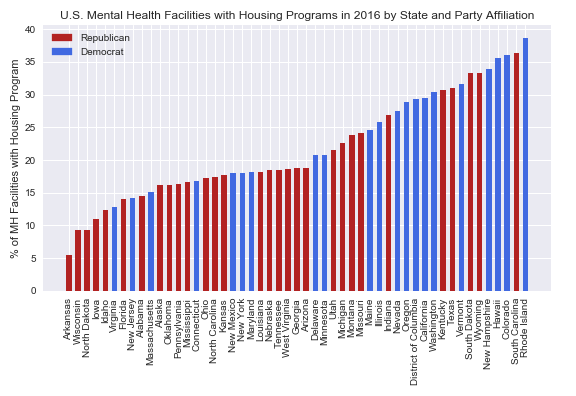 U.S. Mental Health Facilities with Housing Programs in 2016 by State and Party Affiliation
Republican
Democrat
% of MH Facilities with Housing Program
40
35
30
25
20
15
10
5
0
Arkansas
Wisconsin
North Dakota
Iowa
Idaho
Virginia
Florida
New Jersey
Alabama
Massachusetts
Alaska
Oklahoma
Pennsylvania
Mississippi
Connecticut
Ohio
North Carolina
Kansas
New Mexico
New York
Maryland
Louisiana
Nebraska
Tennessee
West Virginia
Georgia
Arizona
Delaware
Minnesota
Utah
Michigan
Montana
Missouri
Maine
Illinois
Indiana
Nevada
Oregon
District of Columbia
California
Washington
Kentucky
Texas
Vermont
South Dakota
Wyoming
New Hampshire
Hawaii
Colorado
South Carolina
Rhode Island